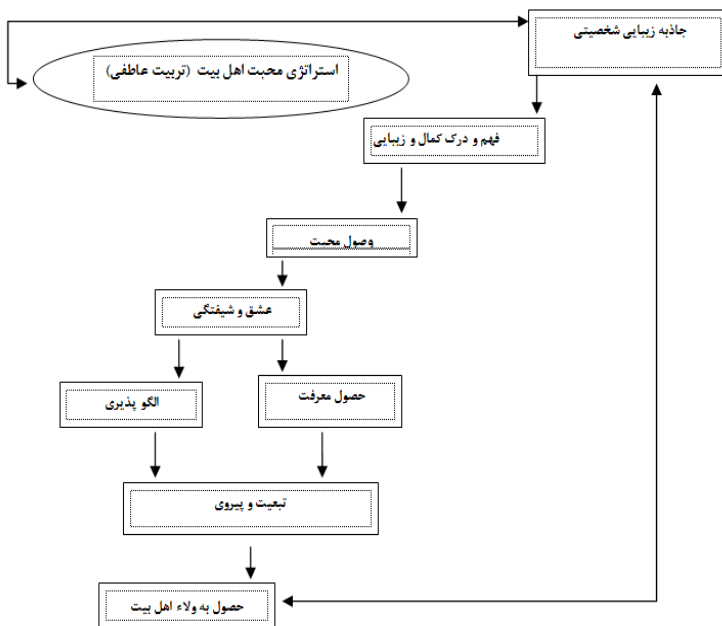 جاذبه زیبایی شخصیتی
استراتژی محبت اهل بیت (تربیت عاطفی)
فهم و درک کمال و زیبایی
وصول محبت
عشق و شیفتگی
حصول معرفت
الگو پذیری
تبعیت و پیروی
حصول به ولاء اهل بیت